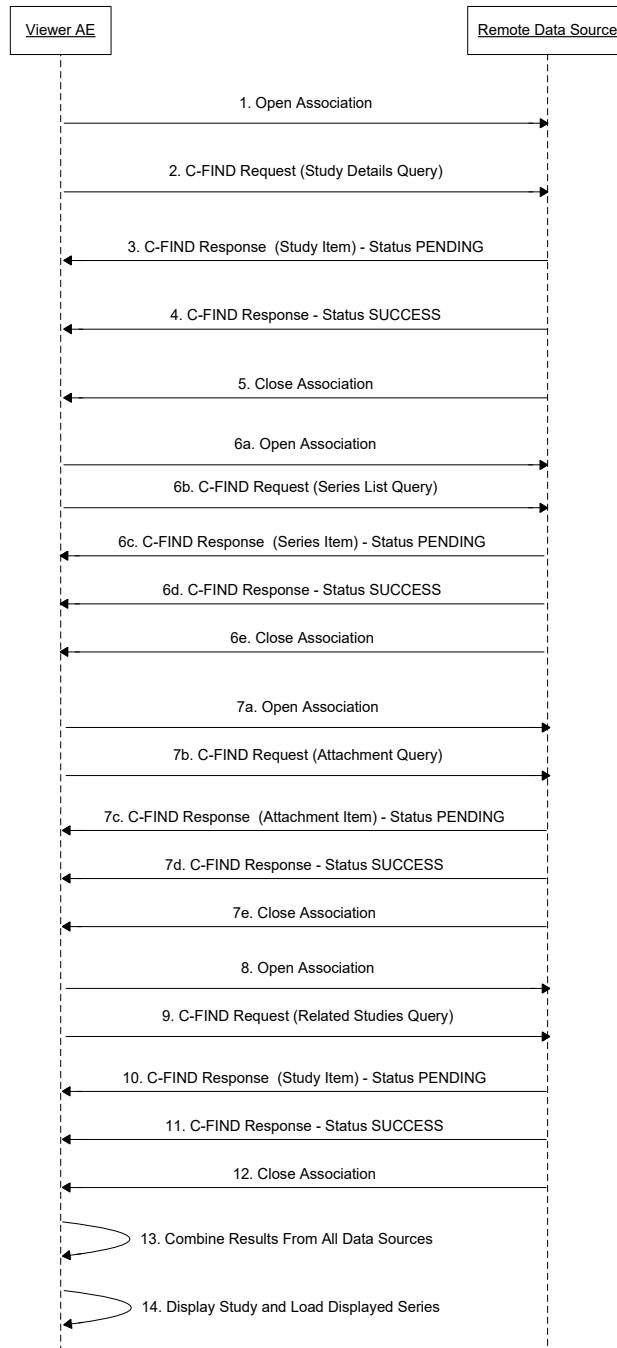 Viewer AE
Remote Data Source
1. Open Association
2. C-FIND Request (Study Details Query)
3. C-FIND Response  (Study Item) - Status PENDING
4. C-FIND Response - Status SUCCESS
5. Close Association
6a. Open Association
6b. C-FIND Request (Series List Query)
6c. C-FIND Response  (Series Item) - Status PENDING
6d. C-FIND Response - Status SUCCESS
6e. Close Association
7a. Open Association
7b. C-FIND Request (Attachment Query)
7c. C-FIND Response  (Attachment Item) - Status PENDING
7d. C-FIND Response - Status SUCCESS
7e. Close Association
8. Open Association
9. C-FIND Request (Related Studies Query)
10. C-FIND Response  (Study Item) - Status PENDING
11. C-FIND Response - Status SUCCESS
12. Close Association
13. Combine Results From All Data Sources
14. Display Study and Load Displayed Series